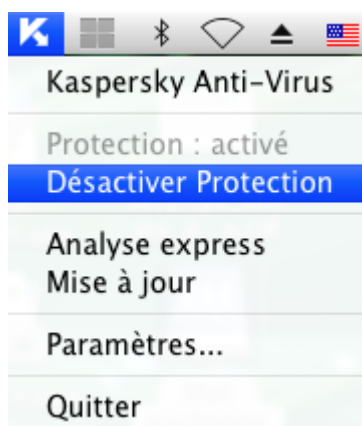 K
Kaspersky Anti-Virus
Protection : activé
Désactiver Protection
Analyse express
Mise à jour
Paramètres...
Quitter